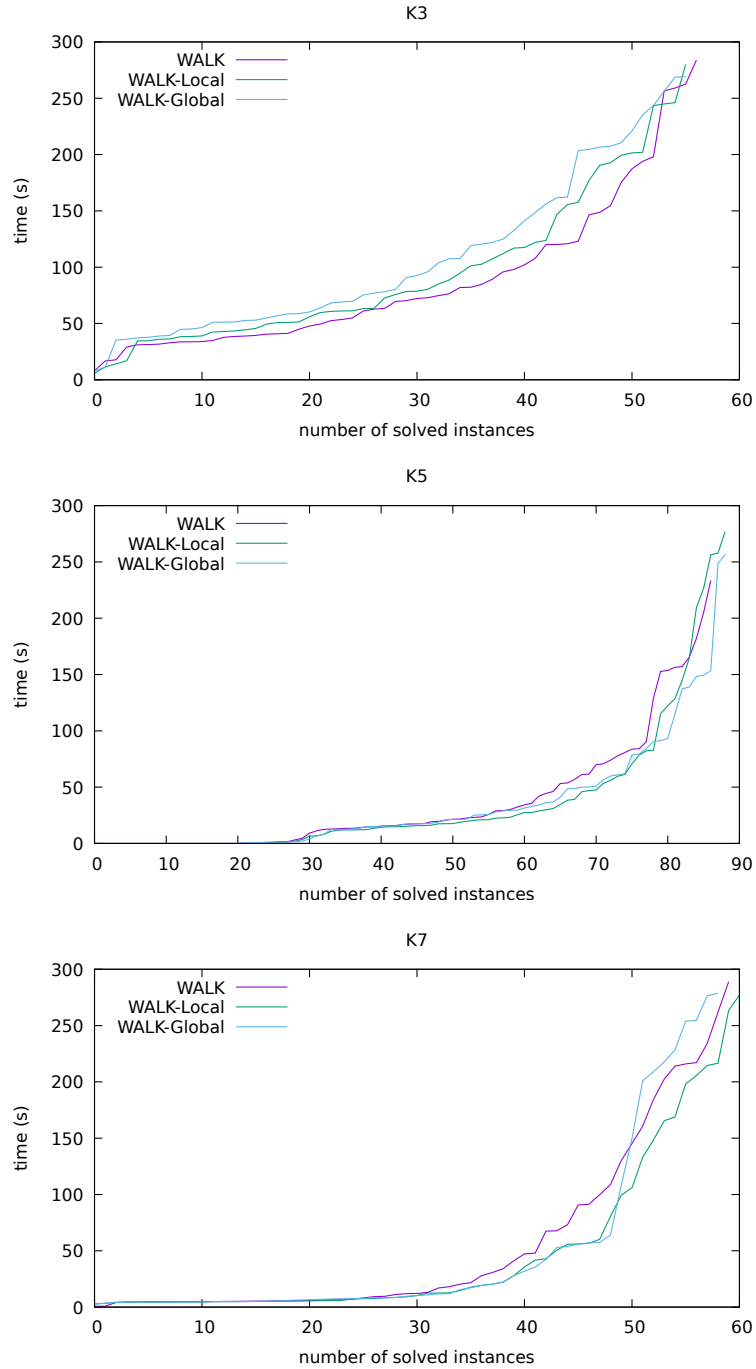 K3
300
250
200
150
100
50
0
time (s)
WALK
WALK-Local
WALK-Global
0 10 20 30 40 50 60
number of solved instances
K5
300
250
200
150
100
50
0
time (s)
WALK
WALK-Local
WALK-Global
0 10 20 30 40 50 60 70 80 90
number of solved instances
K7
300
250
200
150
100
50
0
time (s)
WALK
WALK-Local
WALK-Global
0 10 20 30 40 50 60
number of solved instances